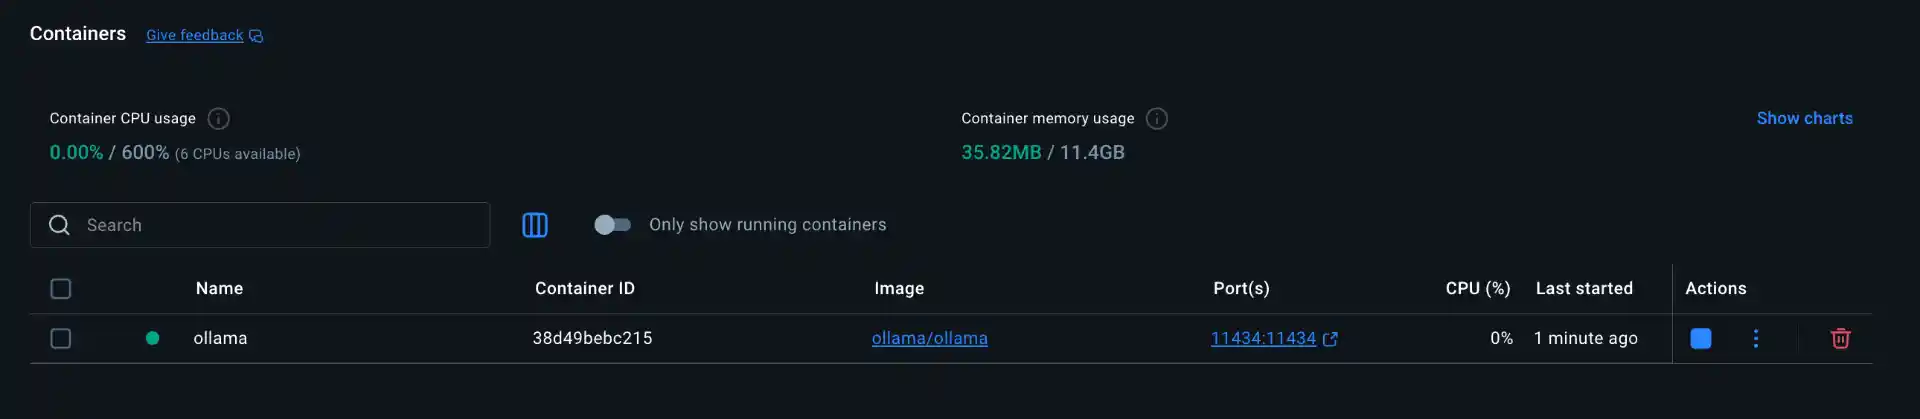 Containers Give feedback
Container CPU usage
0.00% / 600% (6 CPUs available)
Container memory usage
35.82MB / 11.4GB
Show charts
Search
Only show running containers
Name Container ID Image Port(s) CPU (%) Last started Actions
ollama 38d49bebc215 ollama/ollama 11434:11434 0% 1 minute ago